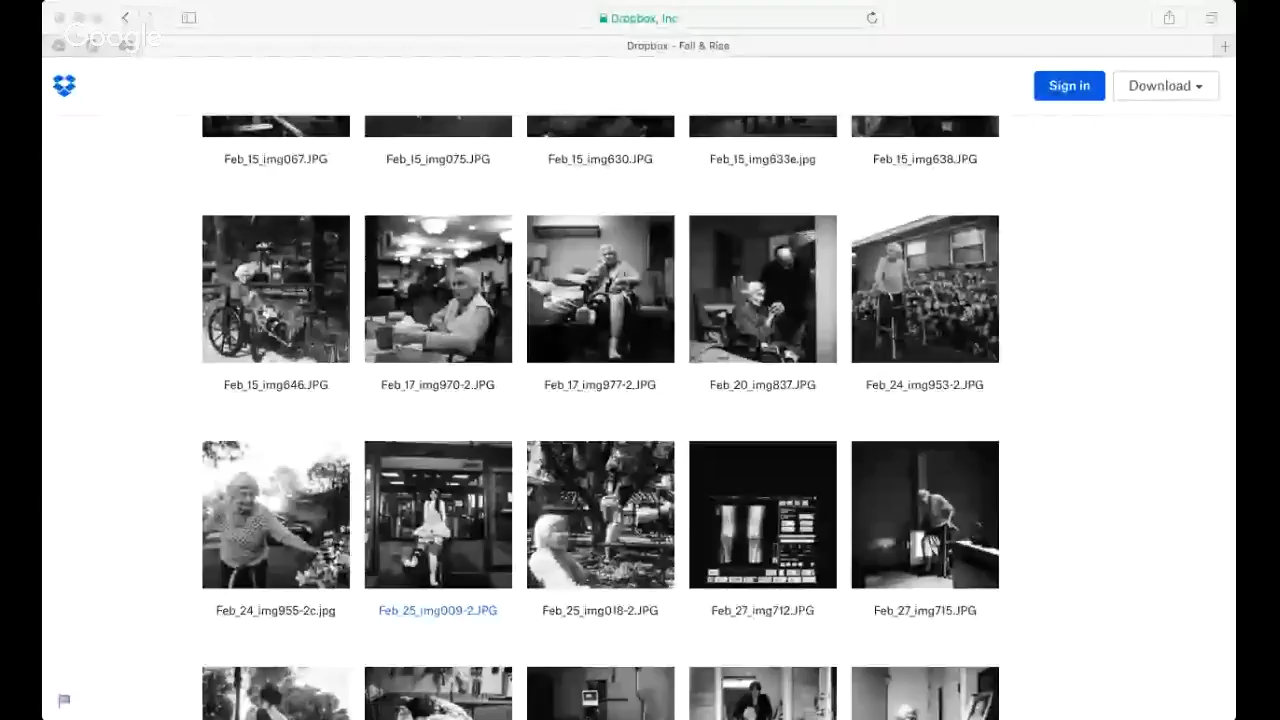 Google
Dropbox, Inc
Dropbox - Fall & Rise
Sign in
Download
Feb_15_img067.JPG
Feb_15_img075.JPG
Feb_15_img630.JPG
Feb_15_img633e.jpg
Feb_15_img638.JPG
Feb_15_img646.JPG
Feb_17_img970-2.JPG
Feb_17_img977-2.JPG
Feb_20_img837.JPG
Feb_24_img953-2.JPG
Feb_24_img955-2c.jpg
Feb_25_img009-2.JPG
Feb_25_img018-2.JPG
Feb_27_img712.JPG
Feb_27_img715.JPG